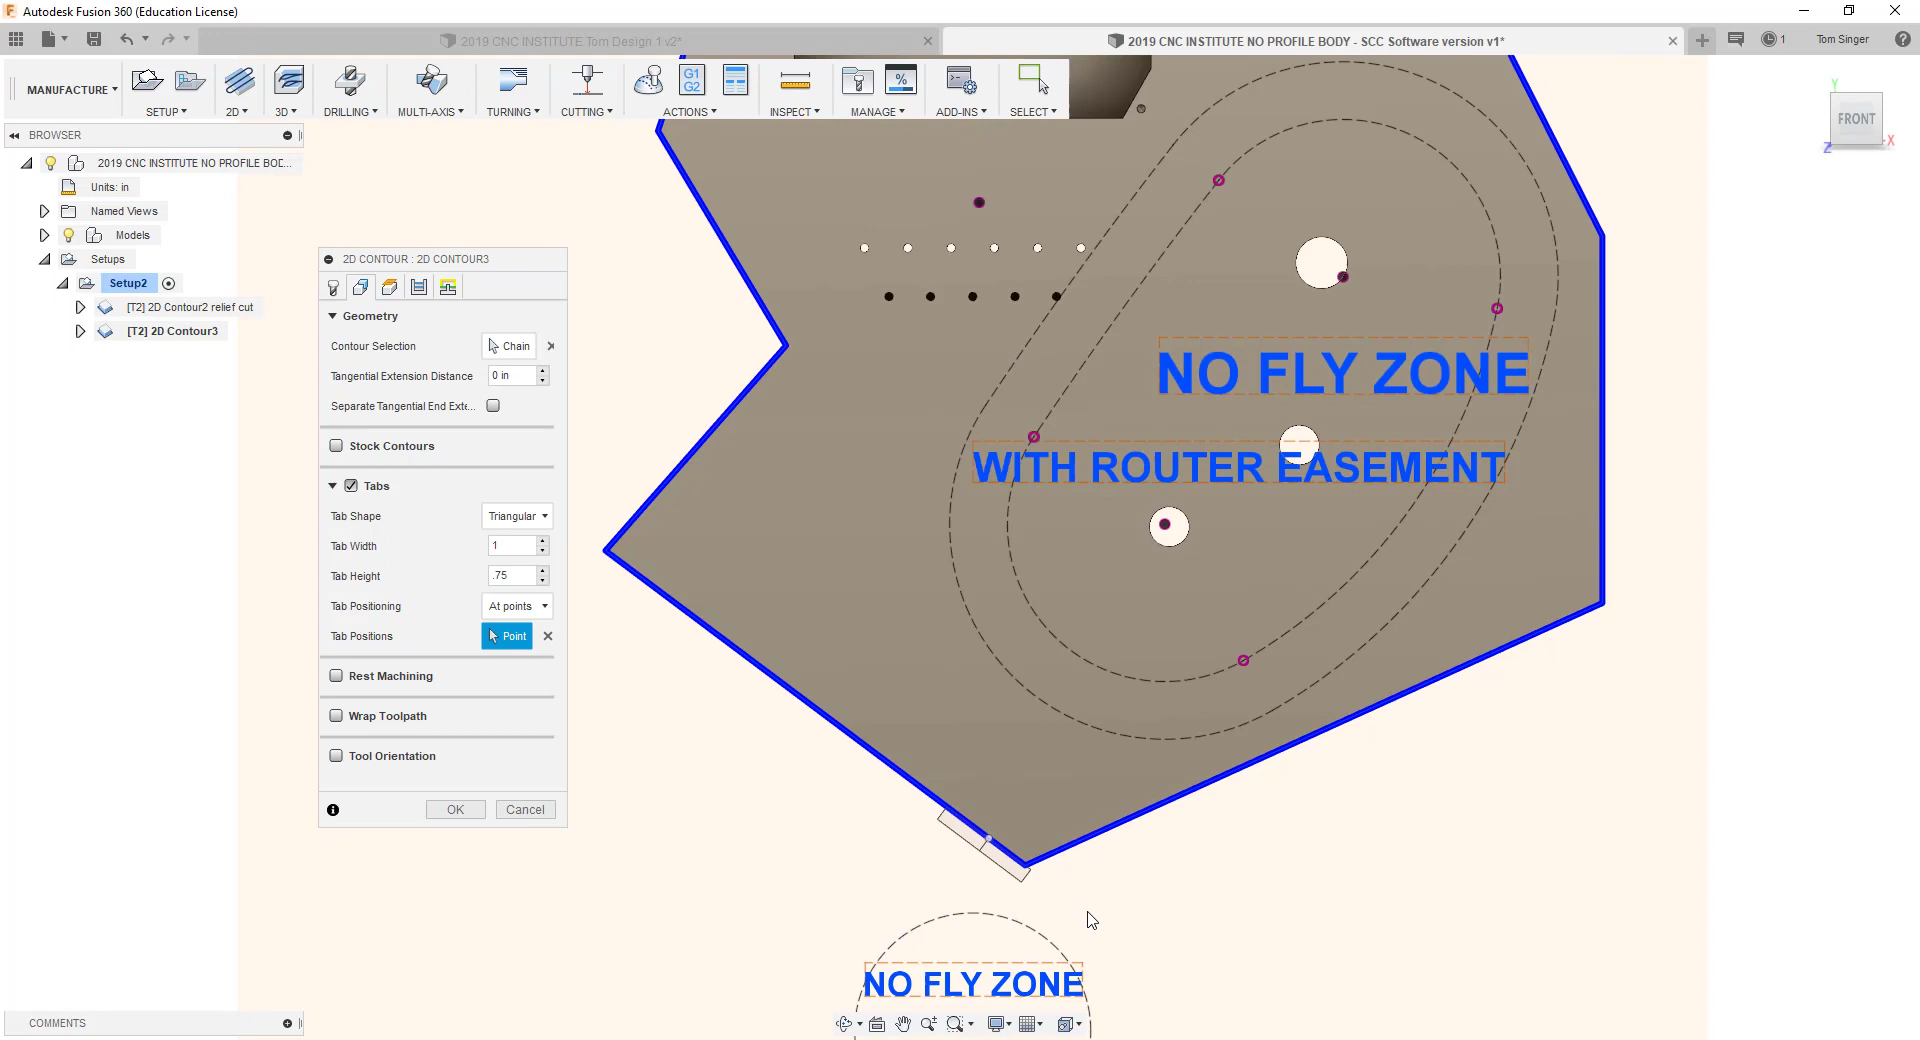 Autodesk Fusion 360 (Education License)
2019 CNC INSTITUTE Tom Design 1 v2*
2019 CNC INSTITUTE NO PROFILE BODY - SCC Software version v1*
1
Tom Singer
MANUFACTURE
SETUP
2D
3D
DRILLING
MULTI-AXIS
TURNING
CUTTING
G1
G2
ACTIONS
INSPECT
%
MANAGE
ADD-INS
SELECT
BROWSER
2019 CNC INSTITUTE NO PROFILE BOD...
Units: in
Named Views
Models
Setups
Setup2
[T2] 2D Contour2 relief cut
[T2] 2D Contour3
2D CONTOUR : 2D CONTOUR3
Geometry
Contour Selection Chain
Tangential Extension Distance 0 in
Separate Tangential End Exte...
Stock Contours
Tabs
Tab Shape Triangular
Tab Width 1
Tab Height .75
Tab Positioning At points
Tab Positions Point
Rest Machining
Wrap Toolpath
Tool Orientation
OK Cancel
Y
FRONT
X
Z
NO FLY ZONE
WITH ROUTER EASEMENT
NO FLY ZONE
COMMENTS